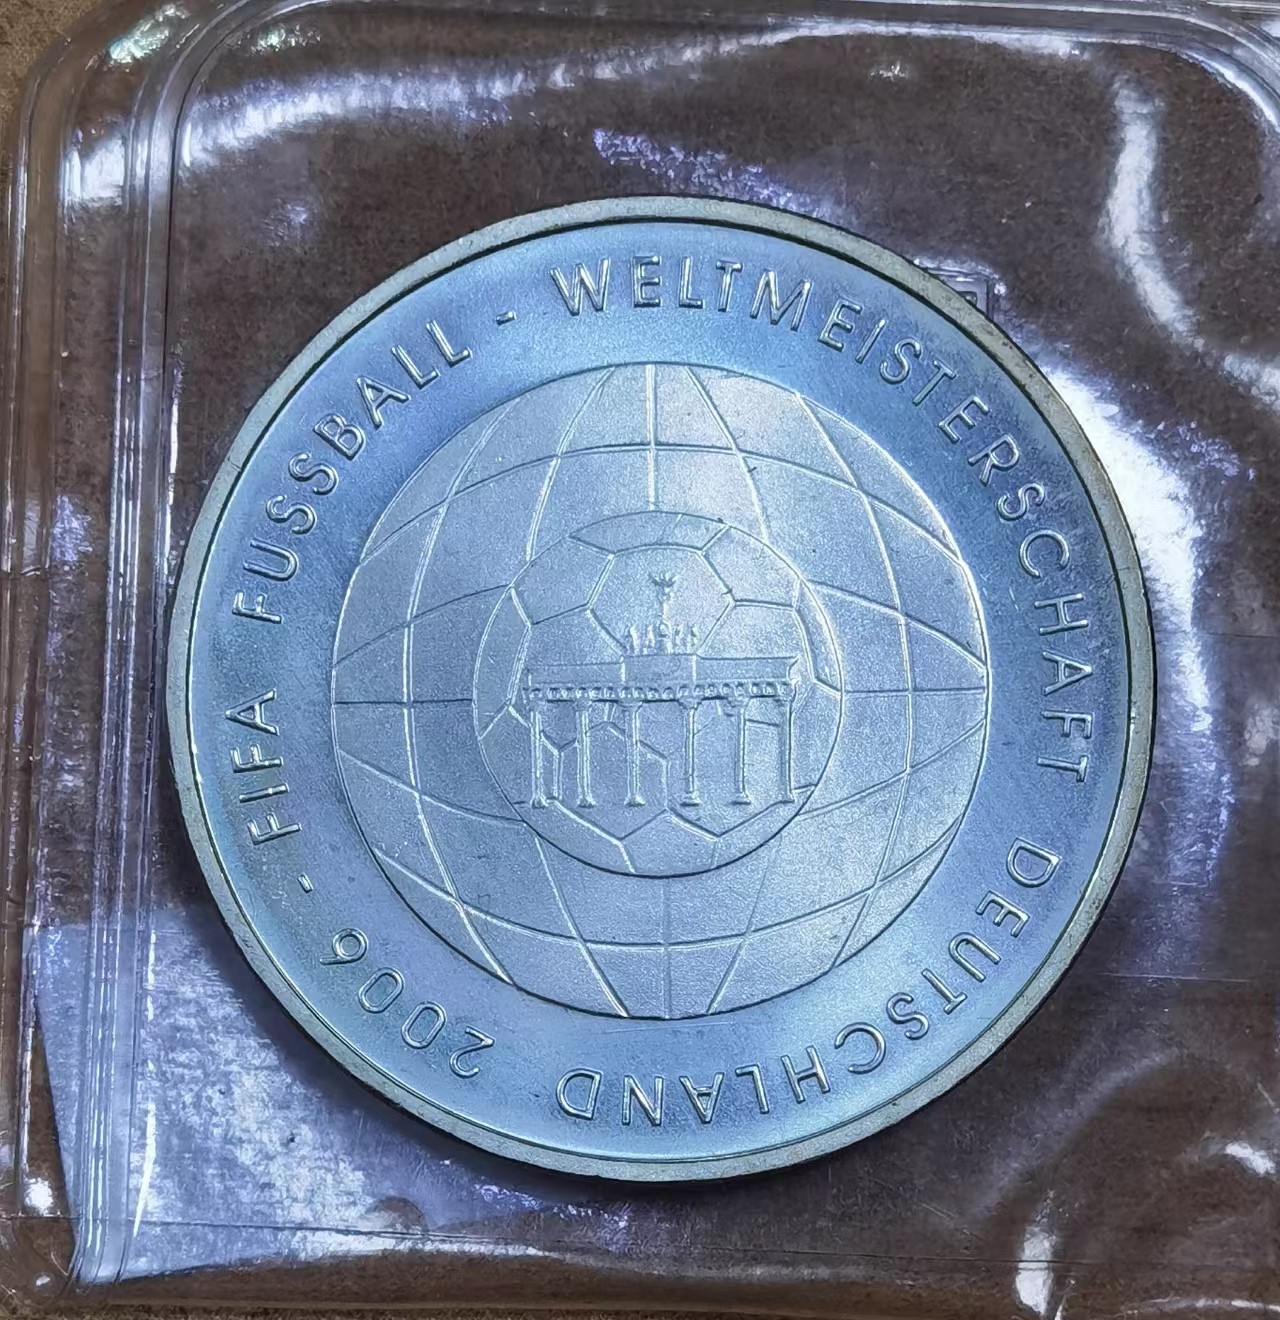 FIFA FUSSBALL - WELTMEISTERSCHAFT DEUTSCHLAND 2006 -